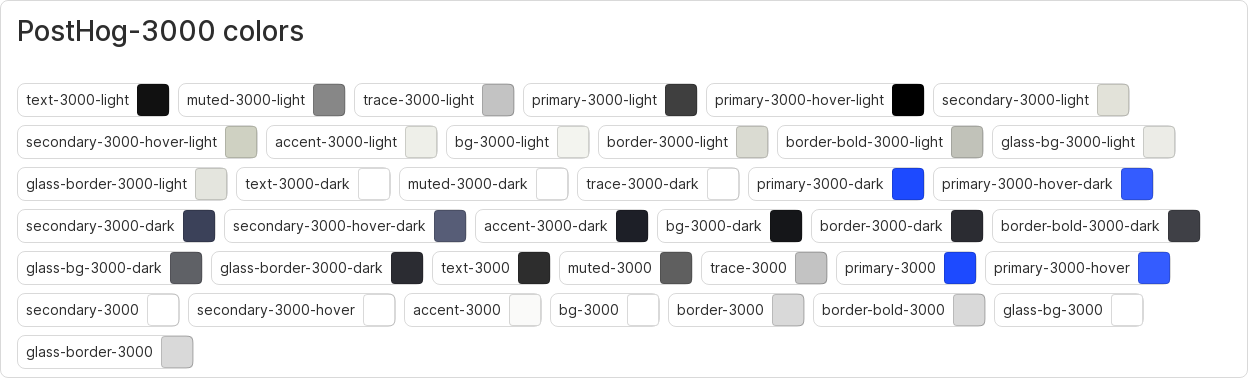 PostHog-3000 colors
text-3000-light muted-3000-light trace-3000-light primary-3000-light primary-3000-hover-light secondary-3000-light
secondary-3000-hover-light accent-3000-light bg-3000-light border-3000-light border-bold-3000-light glass-bg-3000-light
glass-border-3000-light text-3000-dark muted-3000-dark trace-3000-dark primary-3000-dark primary-3000-hover-dark
secondary-3000-dark secondary-3000-hover-dark accent-3000-dark bg-3000-dark border-3000-dark border-bold-3000-dark
glass-bg-3000-dark glass-border-3000-dark text-3000 muted-3000 trace-3000 primary-3000 primary-3000-hover
secondary-3000 secondary-3000-hover accent-3000 bg-3000 border-3000 border-bold-3000 glass-bg-3000
glass-border-3000